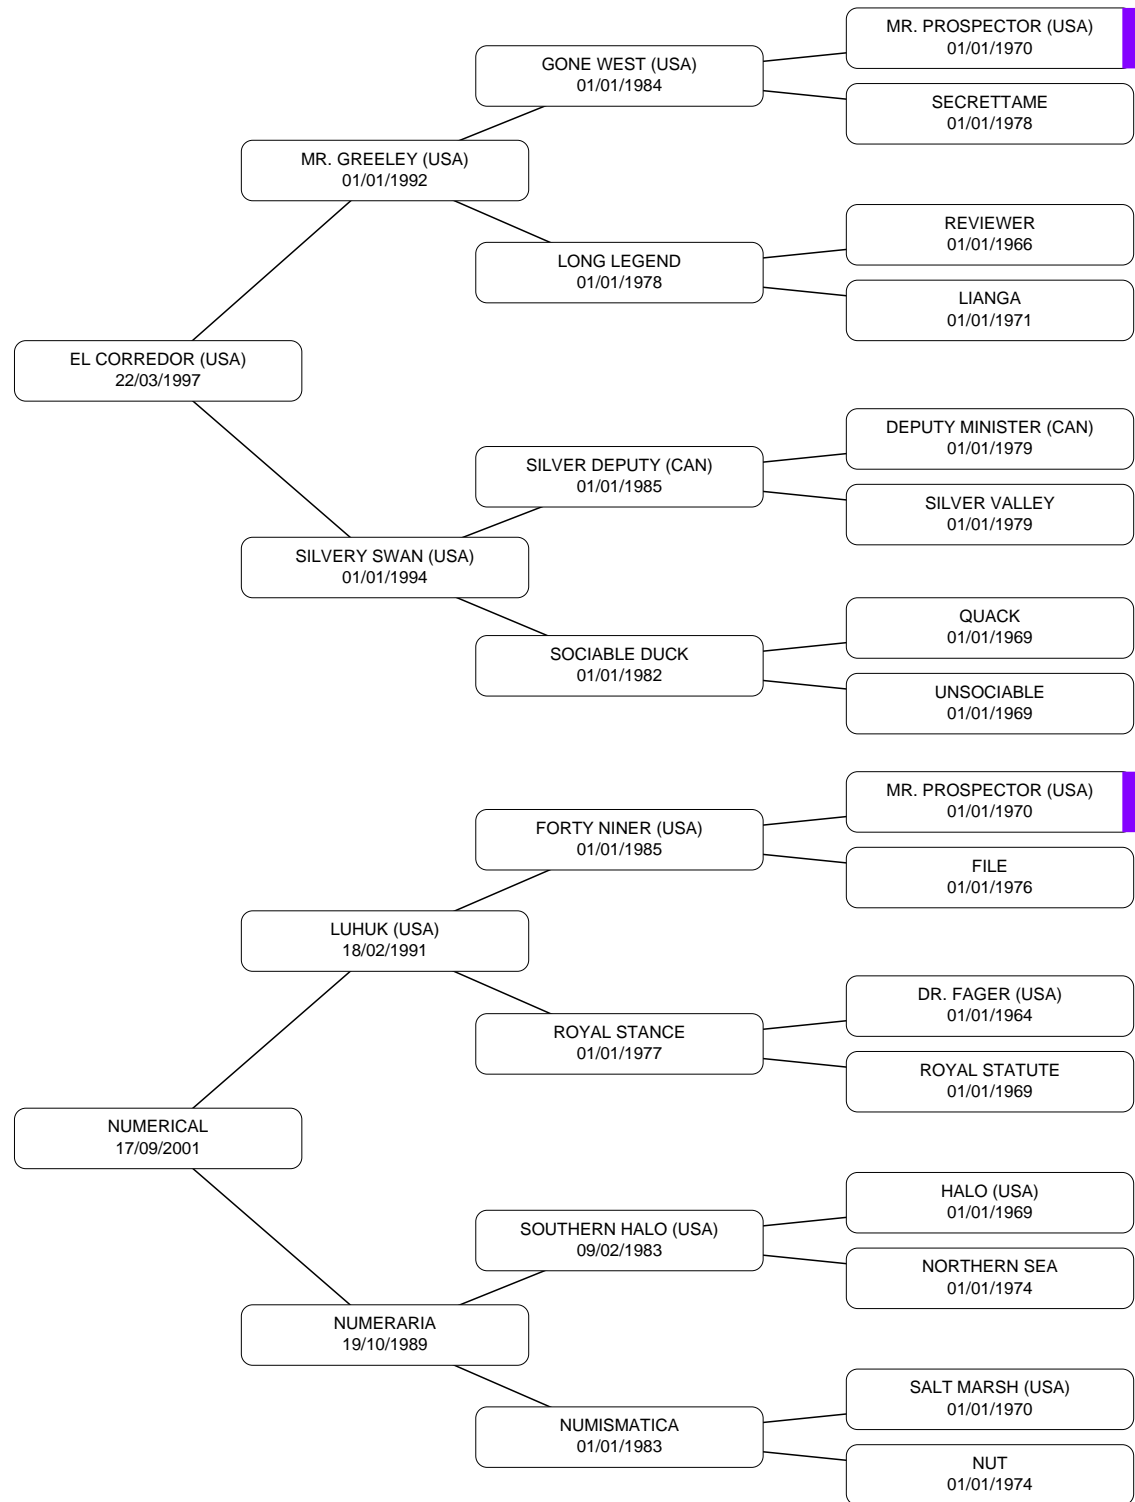 MR. PROSPECTOR (USA)
01/01/1970
GONE WEST (USA)
01/01/1984
SECRETTAME
01/01/1978
MR. GREELEY (USA)
01/01/1992
REVIEWER
01/01/1966
LONG LEGEND
01/01/1978
LIANGA
01/01/1971
EL CORREDOR (USA)
22/03/1997
DEPUTY MINISTER (CAN)
01/01/1979
SILVER DEPUTY (CAN)
01/01/1985
SILVER VALLEY
01/01/1979
SILVERY SWAN (USA)
01/01/1994
QUACK
01/01/1969
SOCIABLE DUCK
01/01/1982
UNSOCIABLE
01/01/1969
MR. PROSPECTOR (USA)
01/01/1970
FORTY NINER (USA)
01/01/1985
FILE
01/01/1976
LUHUK (USA)
18/02/1991
DR. FAGER (USA)
01/01/1964
ROYAL STANCE
01/01/1977
ROYAL STATUTE
01/01/1969
NUMERICAL
17/09/2001
HALO (USA)
01/01/1969
SOUTHERN HALO (USA)
09/02/1983
NORTHERN SEA
01/01/1974
NUMERARIA
19/10/1989
SALT MARSH (USA)
01/01/1970
NUMISMATICA
01/01/1983
NUT
01/01/1974